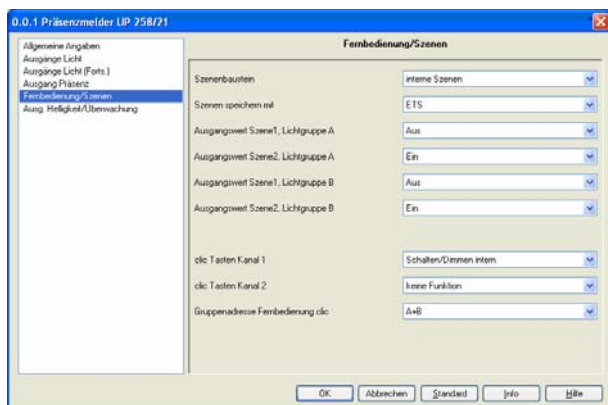 0.0.1 Präsenzmelder UP 258/21
Allgemeine Angaben
Ausgänge Licht
Ausgänge Licht (Forts.)
Ausgang Präsenz
Fernbedienung/Szenen
Ausg. Helligkeit/Überwachung
Fernbedienung/Szenen
Szenenbaustein interne Szenen
Szenen speichern mit ETS
Ausgangswert Szene1, Lichtgruppe A Aus
Ausgangswert Szene2, Lichtgruppe A Ein
Ausgangswert Szene1, Lichtgruppe B Aus
Ausgangswert Szene2, Lichtgruppe B Ein
clic Tasten Kanal 1 Schalten/Dimmen intern
clic Tasten Kanal 2 keine Funktion
Gruppenadresse Fernbedienung clic A+B
OK Abbrechen Standard Info Hilfe